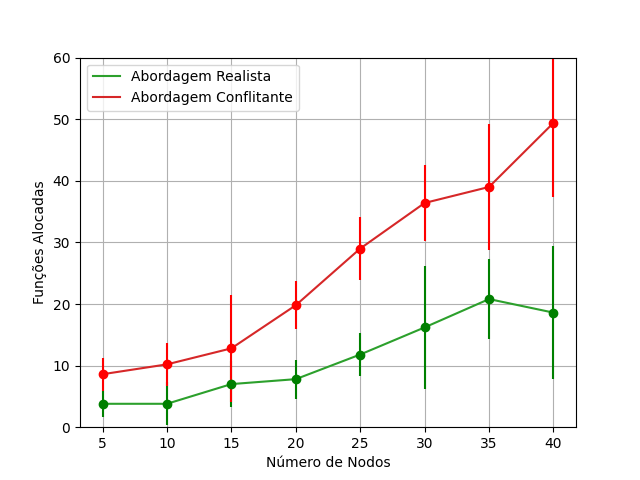 60
50
40
30
20
10
0
Funções Alocadas
Abordagem Realista
Abordagem Conflitante
5 10 15 20 25 30 35 40
Número de Nodos